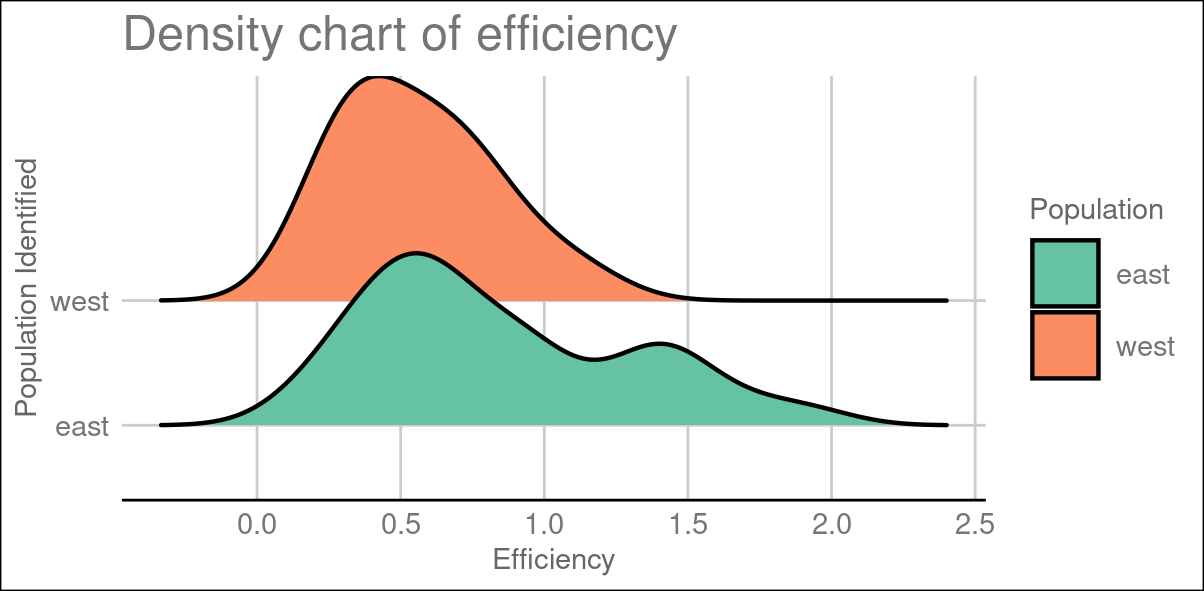 Density chart of efficiency
Population Identified
west
east
0.0 0.5 1.0 1.5 2.0 2.5
Efficiency
Population
east
west